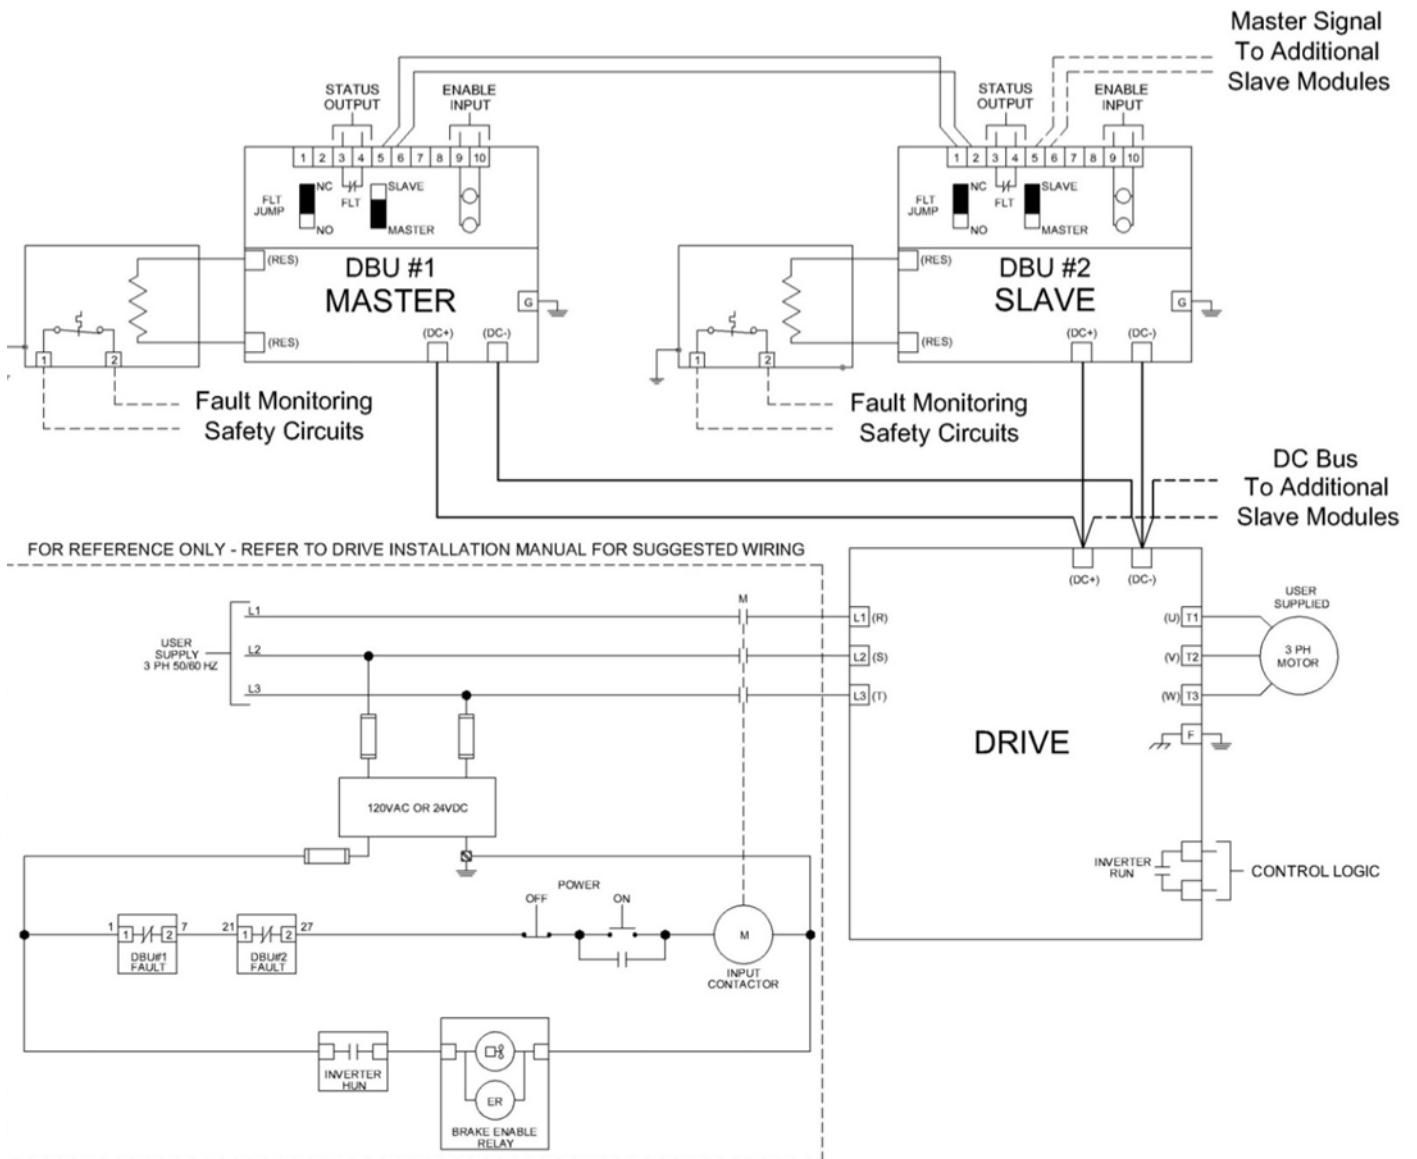 Master Signal
To Additional
Slave Modules
STATUS
OUTPUT
ENABLE
INPUT
STATUS
OUTPUT
ENABLE
INPUT
1 2 3 4 5 6 7 8 9 10
1 2 3 4 5 6 7 8 9 10
FLT
JUMP
NC
NO
FLT
SLAVE
MASTER
FLT
JUMP
NC
NO
FLT
SLAVE
MASTER
(RES)
DBU #1
MASTER
G
(RES)
(DC+)
(DC-)
1
2
(RES)
DBU #2
SLAVE
G
(RES)
(DC+)
(DC-)
1
2
Fault Monitoring
Safety Circuits
Fault Monitoring
Safety Circuits
DC Bus
To Additional
Slave Modules
FOR REFERENCE ONLY - REFER TO DRIVE INSTALLATION MANUAL FOR SUGGESTED WIRING
(DC+)
(DC-)
USER
SUPPLY
3 PH 50/60 HZ
L1
L2
L3
M
L1 (R)
L2 (S)
L3 (T)
(U) T1
(V) T2
(W) T3
F
USER
SUPPLIED
3 PH
MOTOR
DRIVE
120VAC OR 24VDC
INVERTER
RUN
CONTROL LOGIC
POWER
OFF
ON
1 1 2 7
DBU#1
FAULT
21 1 2 27
DBU#2
FAULT
M
INPUT
CONTACTOR
INVERTER
HUN
ER
BRAKE ENABLE
RELAY